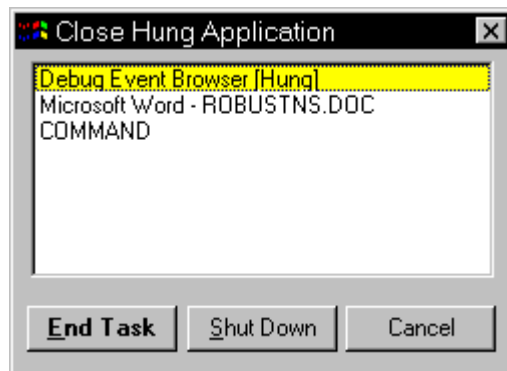 Close Hung Application
Debug Event Browser [Hung]
Microsoft Word - ROBUSTNS.DOC
COMMAND
End Task
Shut Down
Cancel